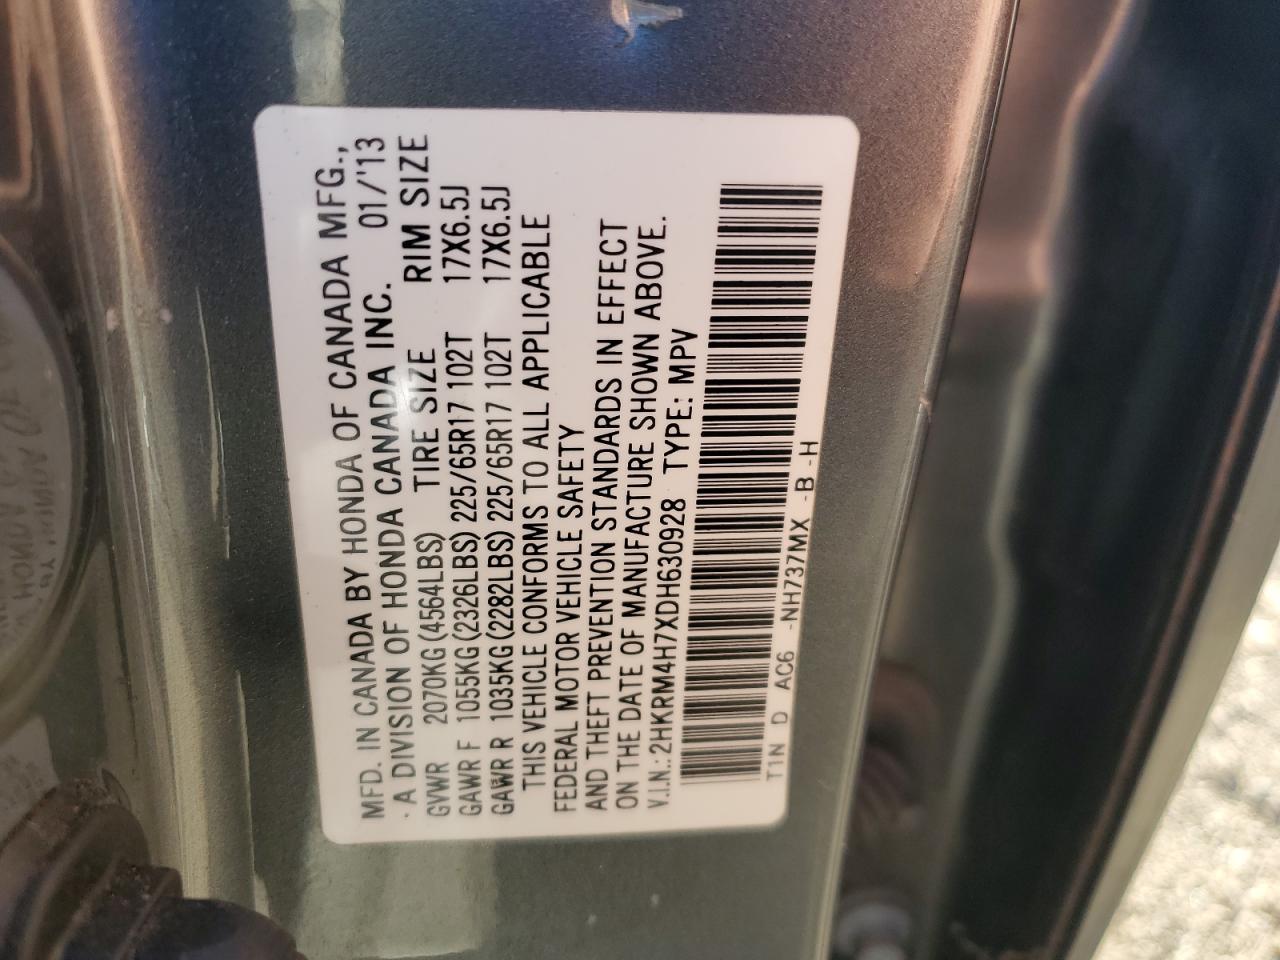 MFD. IN CANADA BY HONDA OF CANADA MFG.,
· A DIVISION OF HONDA CANADA INC. 01/'13
GVWR 2070KG(4564LBS) TIRE SIZE RIM SIZE
GAWR F 1055KG(2326LBS) 225/65R17 102T 17X6.5J
GAWR R 1035KG(2282LBS) 225/65R17 102T 17X6.5J
THIS VEHICLE CONFORMS TO ALL APPLICABLE
FEDERAL MOTOR VEHICLE SAFETY
AND THEFT PREVENTION STANDARDS IN EFFECT
ON THE DATE OF MANUFACTURE SHOWN ABOVE.
V.I.N.: 2HKRM4H7XDH630928 TYPE: MPV
T1N D AC6 -NH737MX -B -H